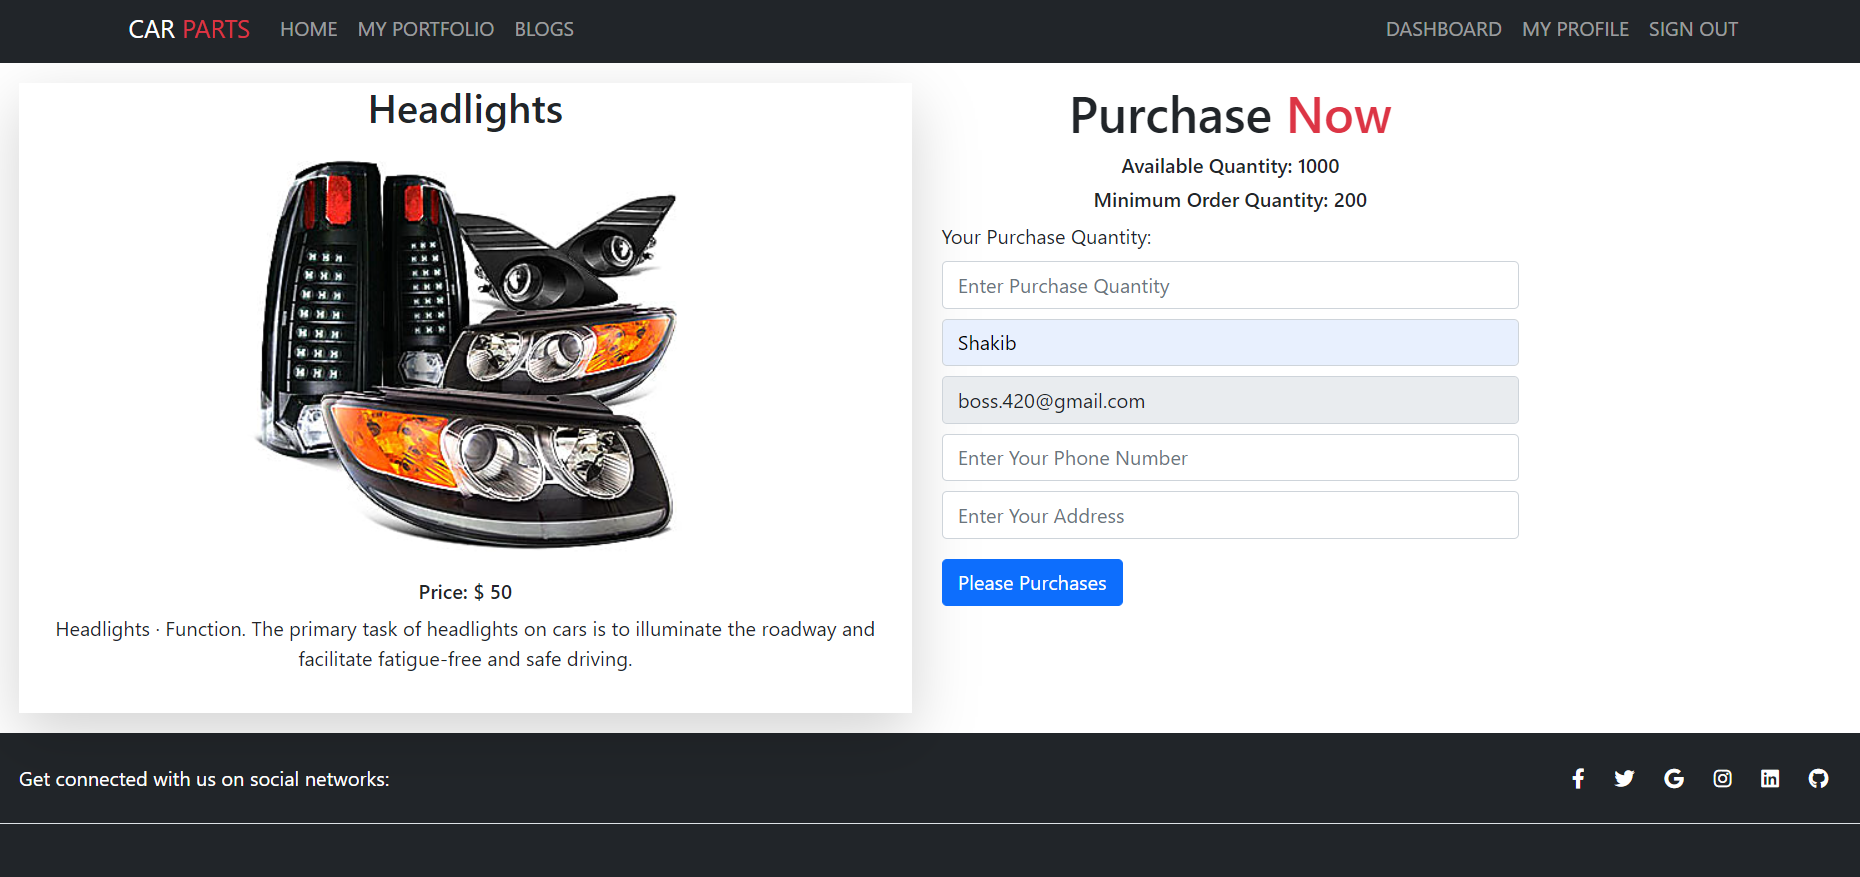 CAR PARTS HOME MY PORTFOLIO BLOGS DASHBOARD MY PROFILE SIGN OUT
Headlights
Price: $ 50
Headlights · Function. The primary task of headlights on cars is to illuminate the roadway and
facilitate fatigue-free and safe driving.
Purchase Now
Available Quantity: 1000
Minimum Order Quantity: 200
Your Purchase Quantity:
Enter Purchase Quantity
Shakib
boss.420@gmail.com
Enter Your Phone Number
Enter Your Address
Please Purchases
Get connected with us on social networks: